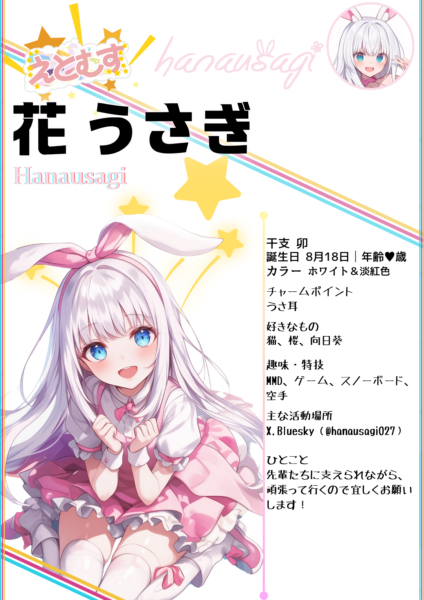 えとむす
hanausagi
花 うさぎ
Hanausagi
干支 卯
誕生日 8月18日｜年齢♥歳
カラー ホワイト＆淡紅色
チャームポイント
うさ耳
好きなもの
猫、桜、向日葵
趣味・特技
MMD、ゲーム、スノーボード、
空手
主な活動場所
X,Bluesky（@hanausagi027）
ひとこと
先輩たちに支えられながら、
頑張って行くので宜しくお願い
します！